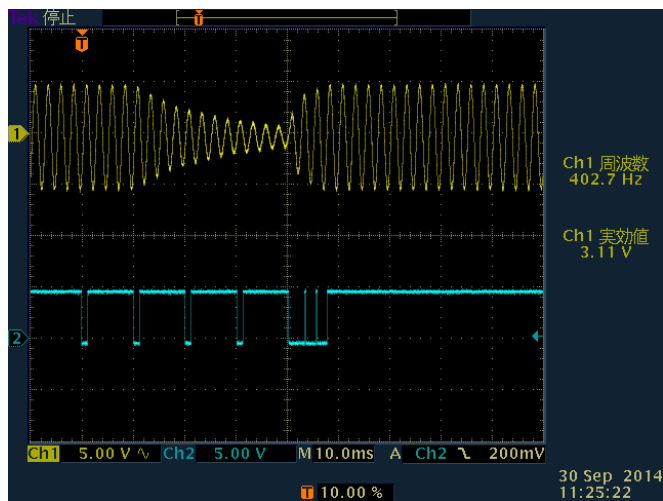 Tek 停止
T
T
1
Ch1 周波数
402.7 Hz
Ch1 実効値
3.11 V
2
Ch1 5.00 V ∿ Ch2 5.00 V M 10.0ms A Ch2 ꔪ 200mV
T 10.00 %
30 Sep 2014
11:25:22